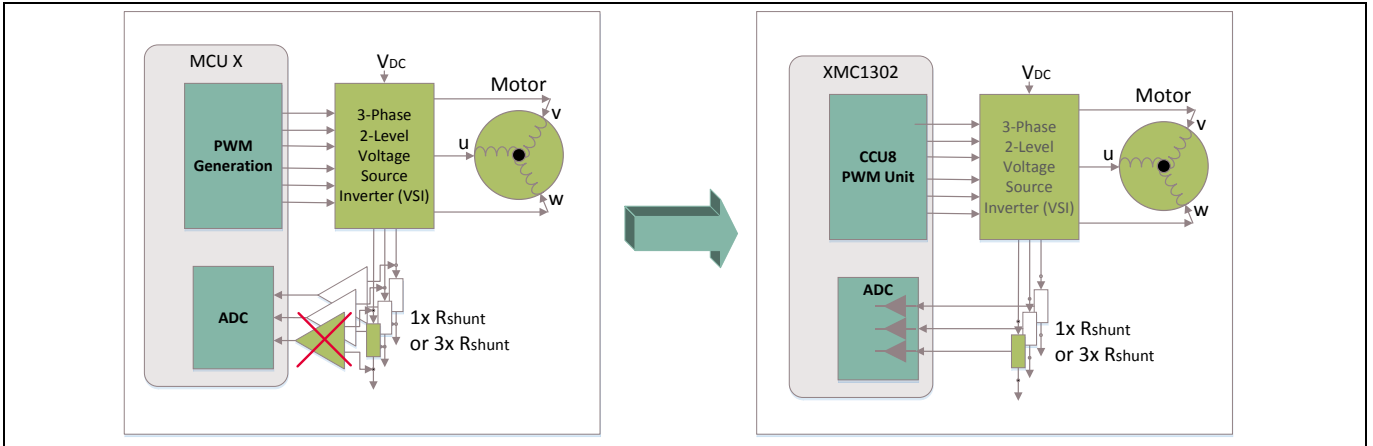 MCU X
PWM
Generation
ADC
VDC
3-Phase
2-Level
Voltage
Source
Inverter (VSI)
Motor
v
u
w
1x Rshunt
or 3x Rshunt
XMC1302
CCU8
PWM Unit
ADC
VDC
3-Phase
2-Level
Voltage
Source
Inverter (VSI)
Motor
v
u
w
1x Rshunt
or 3x Rshunt